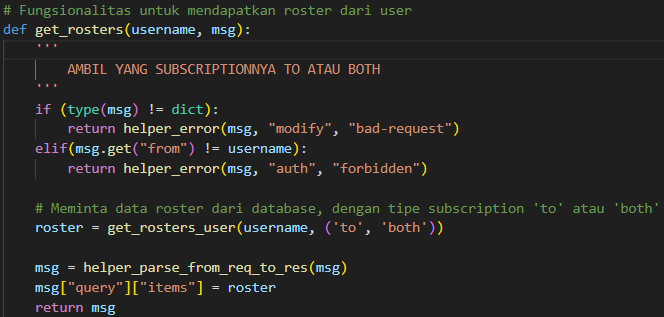 # Fungsionalitas untuk mendapatkan roster dari user
def get_rosters(username, msg):
    '''
        AMBIL YANG SUBSCRIPTIONNYA TO ATAU BOTH
    '''
    if (type(msg) != dict):
        return helper_error(msg, "modify", "bad-request")
    elif(msg.get("from") != username):
        return helper_error(msg, "auth", "forbidden")

    # Meminta data roster dari database, dengan tipe subscription 'to' atau 'both'
    roster = get_rosters_user(username, ('to', 'both'))

    msg = helper_parse_from_req_to_res(msg)
    msg["query"]["items"] = roster
    return msg